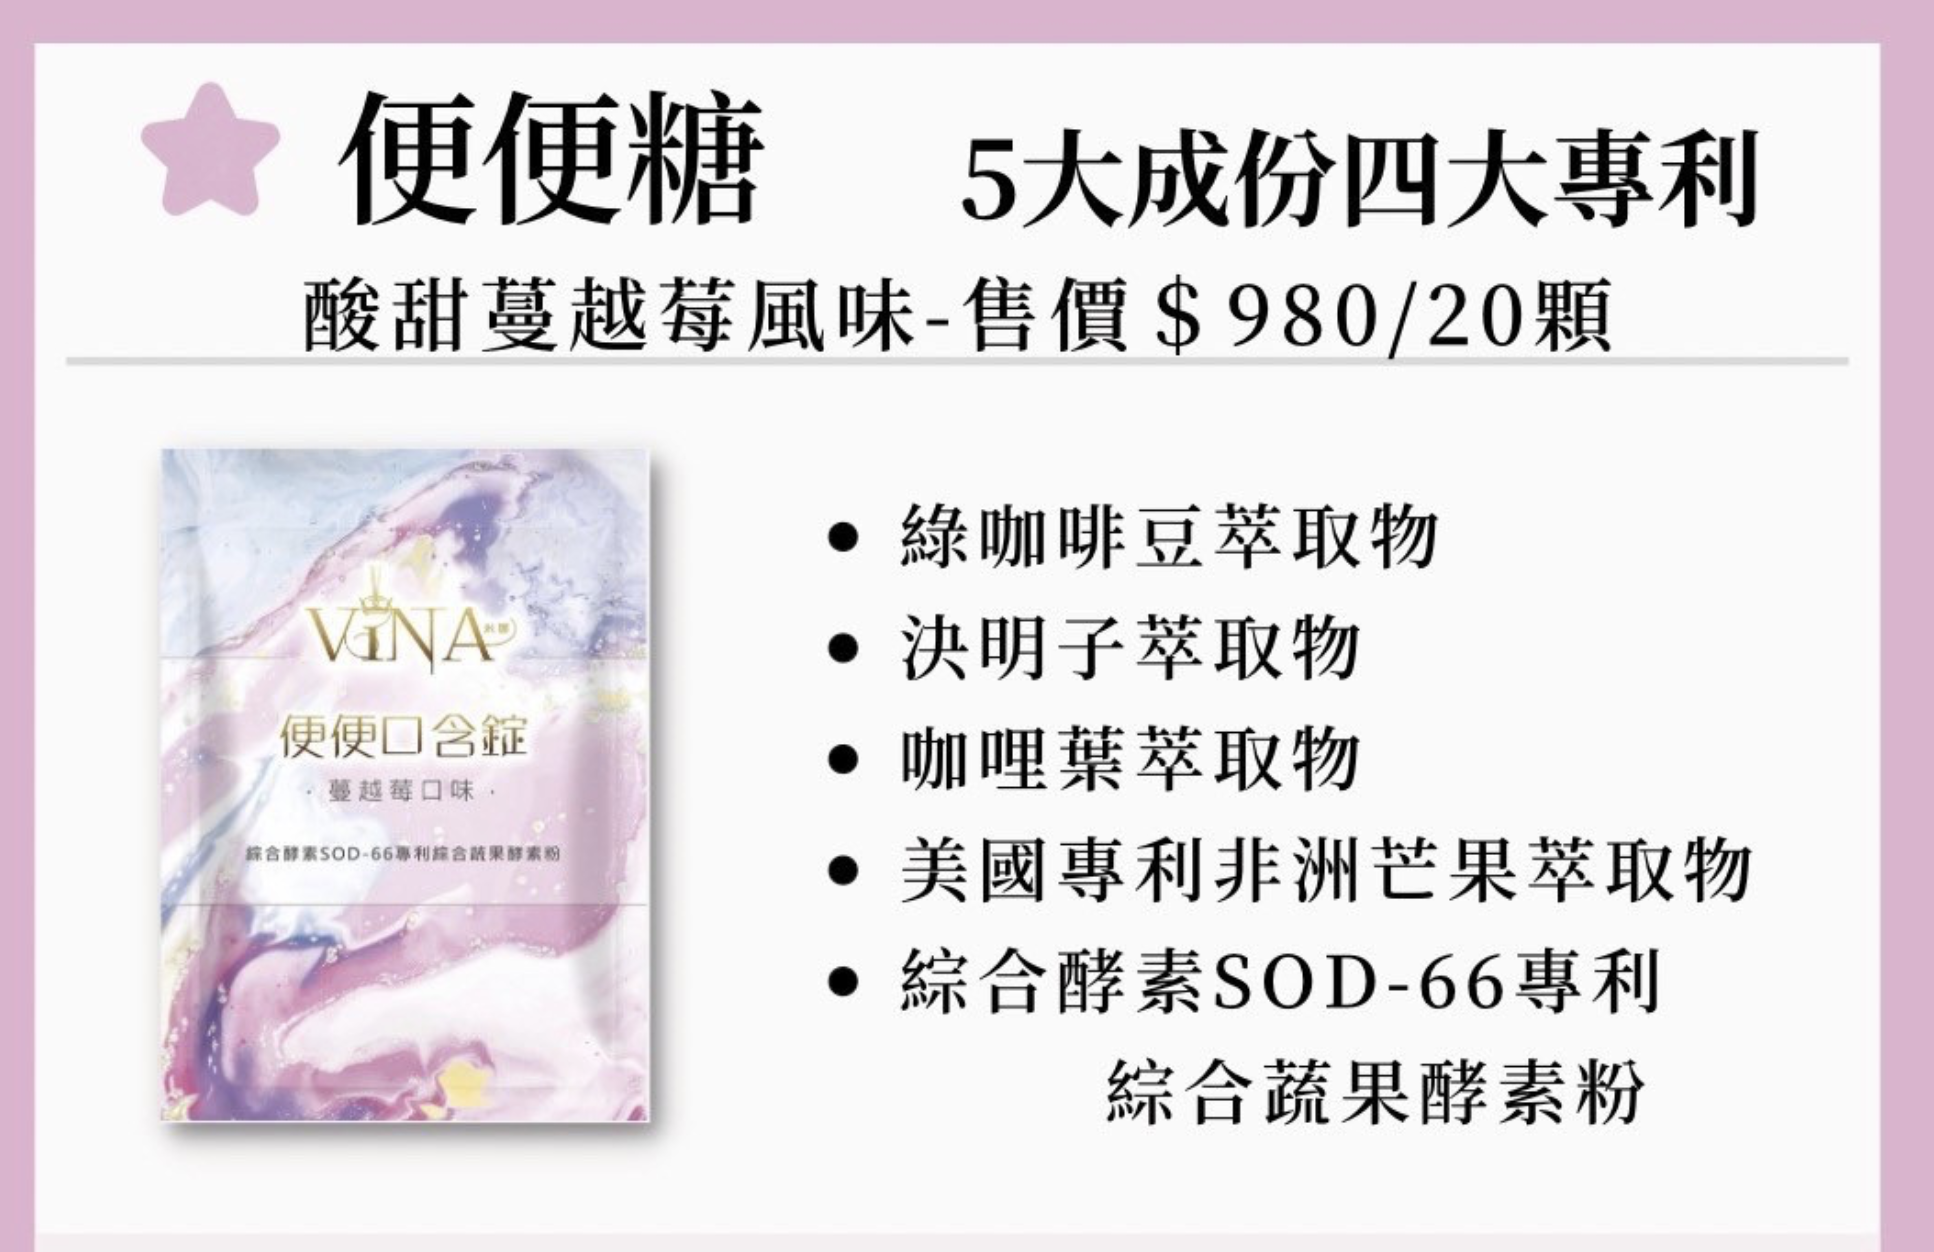 便便糖
5大成份四大專利
酸甜蔓越莓風味-售價＄980/20顆
VINA
便便口含錠
·蔓越莓口味·
綜合酵素SOD-66專利綜合蔬果酵素粉
• 綠咖啡豆萃取物
• 決明子萃取物
• 咖哩葉萃取物
• 美國專利非洲芒果萃取物
• 綜合酵素SOD-66專利
綜合蔬果酵素粉